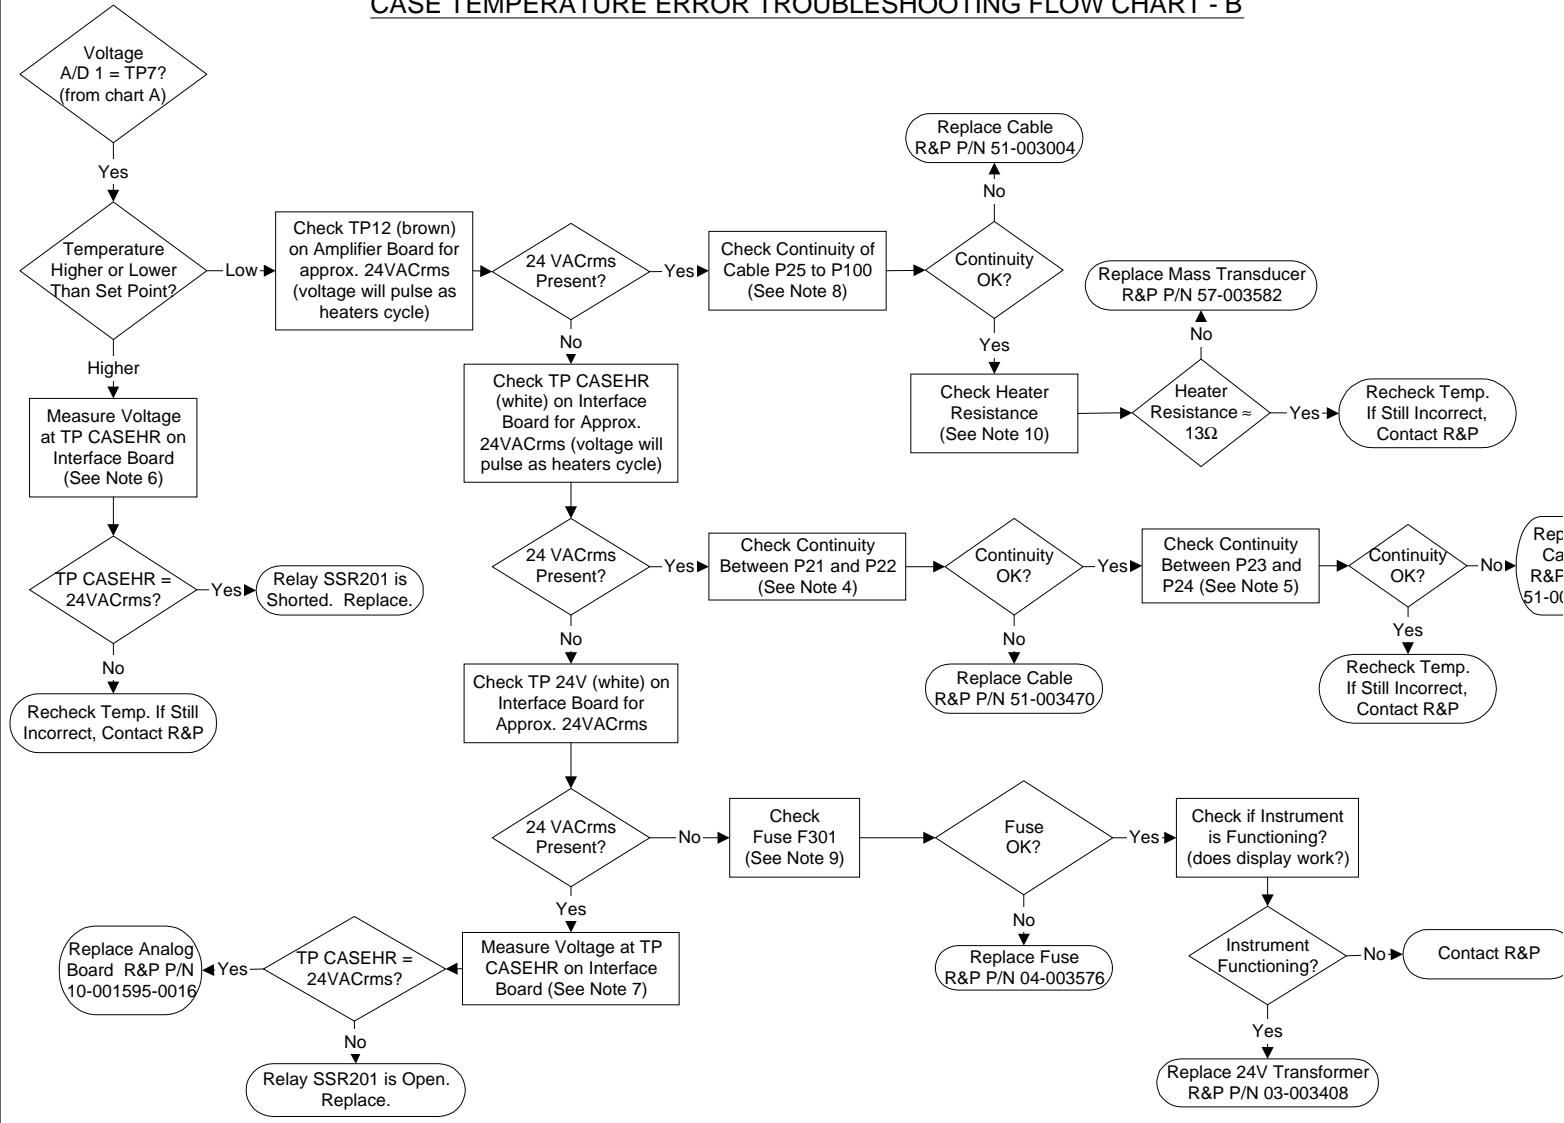 CASE TEMPERATURE ERROR TROUBLESHOOTING FLOW CHART - B
Voltage
A/D 1 = TP7?
(from chart A)
Yes
Temperature
Higher or Lower
Than Set Point?
Low
Check TP12 (brown)
on Amplifier Board for
approx. 24VACrms
(voltage will pulse as
heaters cycle)
24 VACrms
Present?
Yes
Check Continuity of
Cable P25 to P100
(See Note 8)
Continuity
OK?
No
Replace Cable
R&P P/N 51-003004
Yes
Check Heater
Resistance
(See Note 10)
Heater
Resistance ≈
13Ω
No
Replace Mass Transducer
R&P P/N 57-003582
Yes
Recheck Temp.
If Still Incorrect,
Contact R&P
Higher
Measure Voltage
at TP CASEHR on
Interface Board
(See Note 6)
TP CASEHR =
24VACrms?
Yes
Relay SSR201 is
Shorted. Replace.
No
Recheck Temp. If Still
Incorrect, Contact R&P
No
Check TP CASEHR
(white) on Interface
Board for Approx.
24VACrms (voltage will
pulse as heaters cycle)
24 VACrms
Present?
Yes
Check Continuity
Between P21 and P22
(See Note 4)
Continuity
OK?
No
Replace Cable
R&P P/N 51-003470
Yes
Check Continuity
Between P23 and
P24 (See Note 5)
Continuity
OK?
No
R&P
Yes
Recheck Temp.
If Still Incorrect,
Contact R&P
No
Check TP 24V (white) on
Interface Board for
Approx. 24VACrms
24 VACrms
Present?
No
Check
Fuse F301
(See Note 9)
Fuse
OK?
No
Replace Fuse
R&P P/N 04-003576
Yes
Check if Instrument
is Functioning?
(does display work?)
Instrument
Functioning?
No
Contact R&P
Yes
Replace 24V Transformer
R&P P/N 03-003408
Yes
Measure Voltage at TP
CASEHR on Interface
Board (See Note 7)
TP CASEHR =
24VACrms?
Yes
Replace Analog
Board R&P P/N
10-001595-0016
No
Relay SSR201 is Open.
Replace.